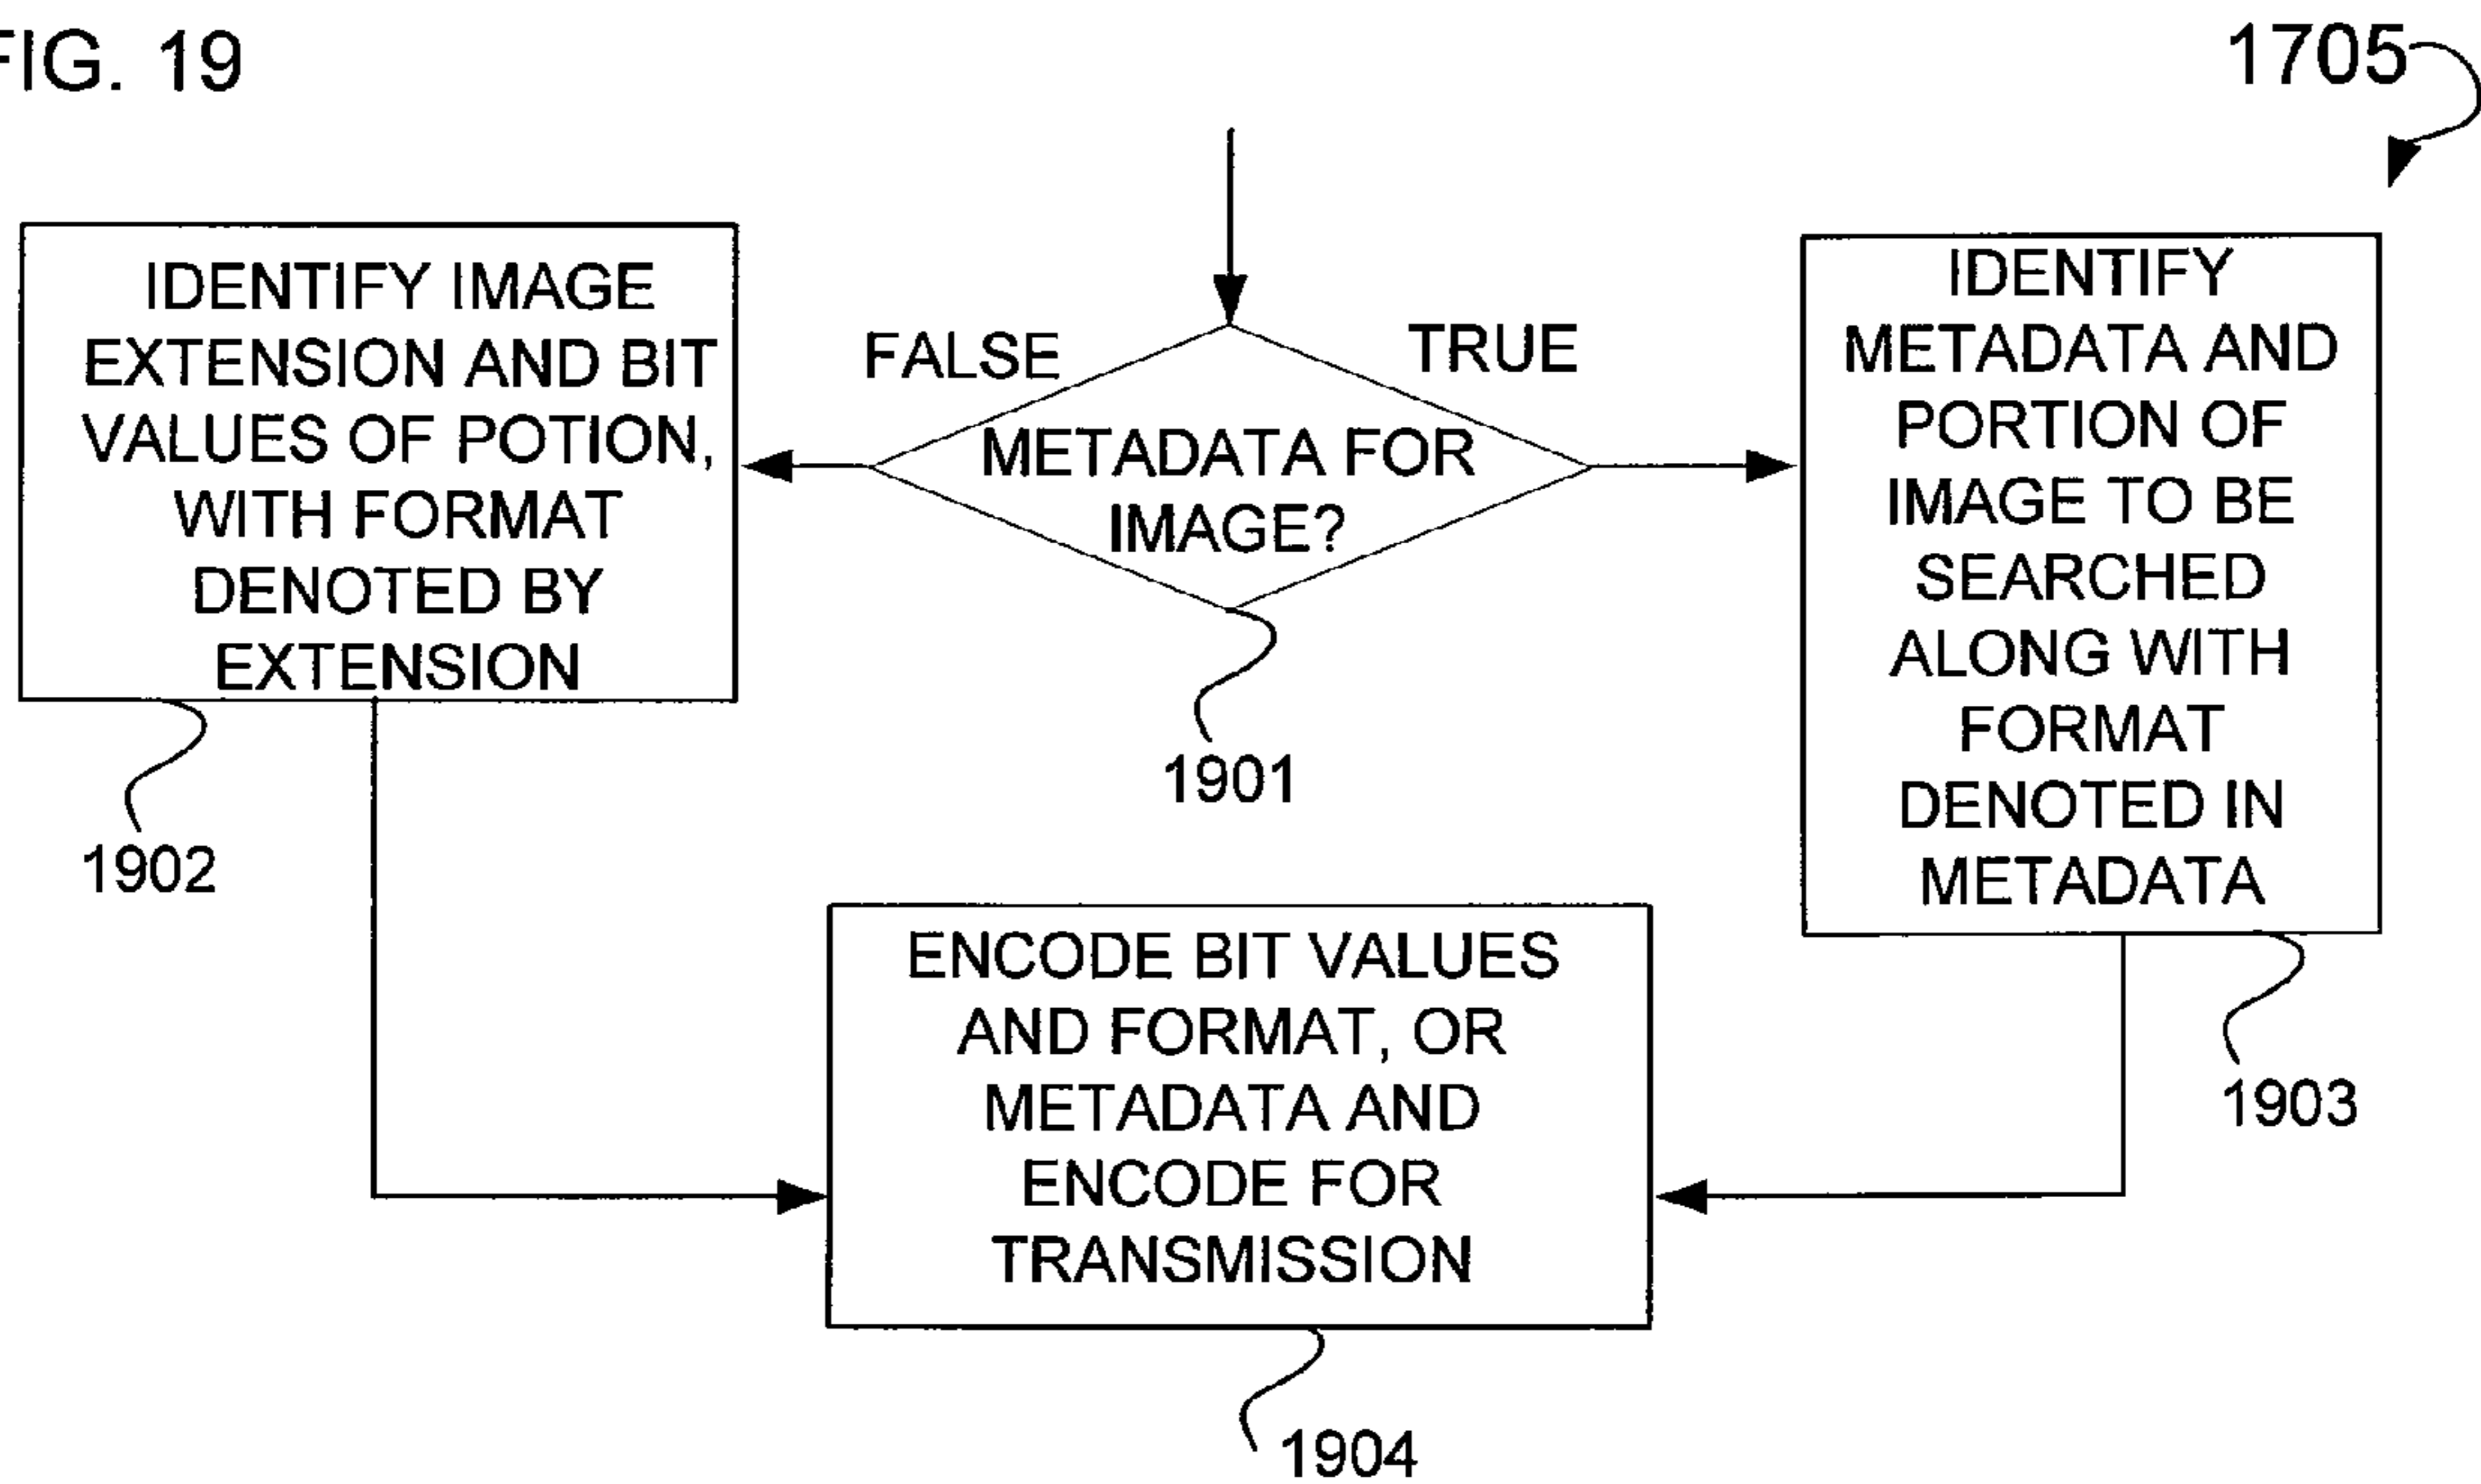 FIG. 19
1705
IDENTIFY IMAGE
EXTENSION AND BIT
VALUES OF POTION,
WITH FORMAT
DENOTED BY
EXTENSION
1902
FALSE
TRUE
METADATA FOR
IMAGE?
1901
IDENTIFY
METADATA AND
PORTION OF
IMAGE TO BE
SEARCHED
ALONG WITH
FORMAT
DENOTED IN
METADATA
1903
ENCODE BIT VALUES
AND FORMAT, OR
METADATA AND
ENCODE FOR
TRANSMISSION
1904